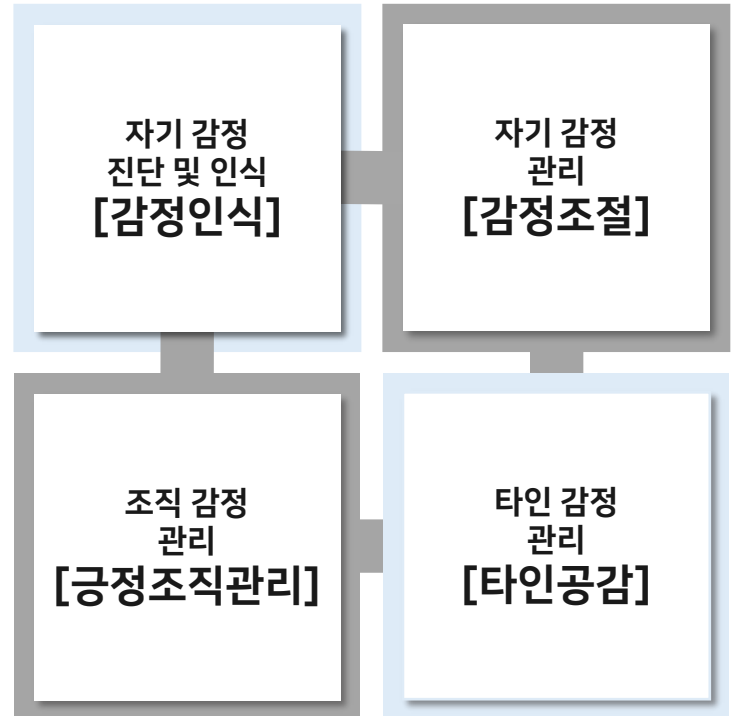 자기 감정
진단 및 인식
[감정인식]
자기 감정
관리
[감정조절]
조직 감정
관리
[긍정조직관리]
타인 감정
관리
[타인공감]